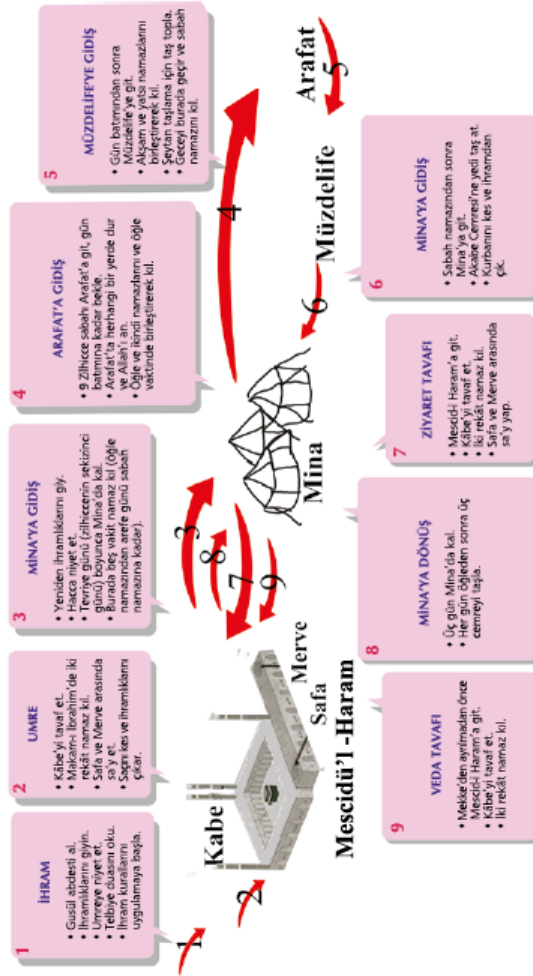 1
İHRAM
• Gusül abdesti al.
• İhramlıklarını giyin.
• Umreye niyet et.
• Telbiye duasını oku.
• İhram kurallarını
uygulamaya başla.
2
UMRE
• Kâbe'yi tavaf et.
• Makam-ı İbrahim'de iki
rekât namaz kıl.
• Safa ve Merve arasında
sa'y et.
• Saçını kes ve ihramlıklarını
çıkar.
3
MİNA'YA GİDİŞ
• Yeniden ihramlıklarını giy.
• Hacca niyet et.
• Tevriye günü (zilhiccenin sekizinci
günü) boyunca Mina'da kal.
• Burada beş vakit namaz kıl (öğle
namazından arefe günü sabah
namazına kadar).
4
ARAFAT'A GİDİŞ
• 9 Zilhicce sabahı Arafat'a git, gün
batımına kadar bekle.
• Arafat'ta herhangi bir yerde dur
ve Allah'ı an.
• Öğle ve ikindi namazlarını ve öğle
vaktinde birleştirerek kıl.
5
MÜZDELİFE'YE GİDİŞ
• Gün batımından sonra
Müzdelife'ye git.
• Akşam ve yatsı namazlarını
birleştirerek kıl.
• Şeytan taşlama için taş topla.
• Geceyi burada geçir ve sabah
namazını kıl.
1
2
Kabe
Merve
Safa
Mescidü'l -Haram
3
8
7
9
Mina
4
6
Müzdelife
5
Arafat
9
VEDA TAVAFI
• Mekke'den ayrılmadan önce
Mescid-i Haram'a git.
• Kâbe'yi tavaf et.
• İki rekât namaz kıl.
8
MİNA'YA DÖNÜŞ
• Üç gün Mina'da kal.
• Her gün öğleden sonra üç
cemreyi taşla.
7
ZİYARET TAVAFI
• Mescid-i Haram'a git.
• Kâbe'yi tavaf et.
• İki rekât namaz kıl.
• Safa ve Merve arasında
sa'y yap.
6
MİNA'YA GİDİŞ
• Sabah namazından sonra
Mina'ya git.
• Akabe Cemresi'ne yedi taş at.
• Kurbanını kes ve ihramdan
çık.